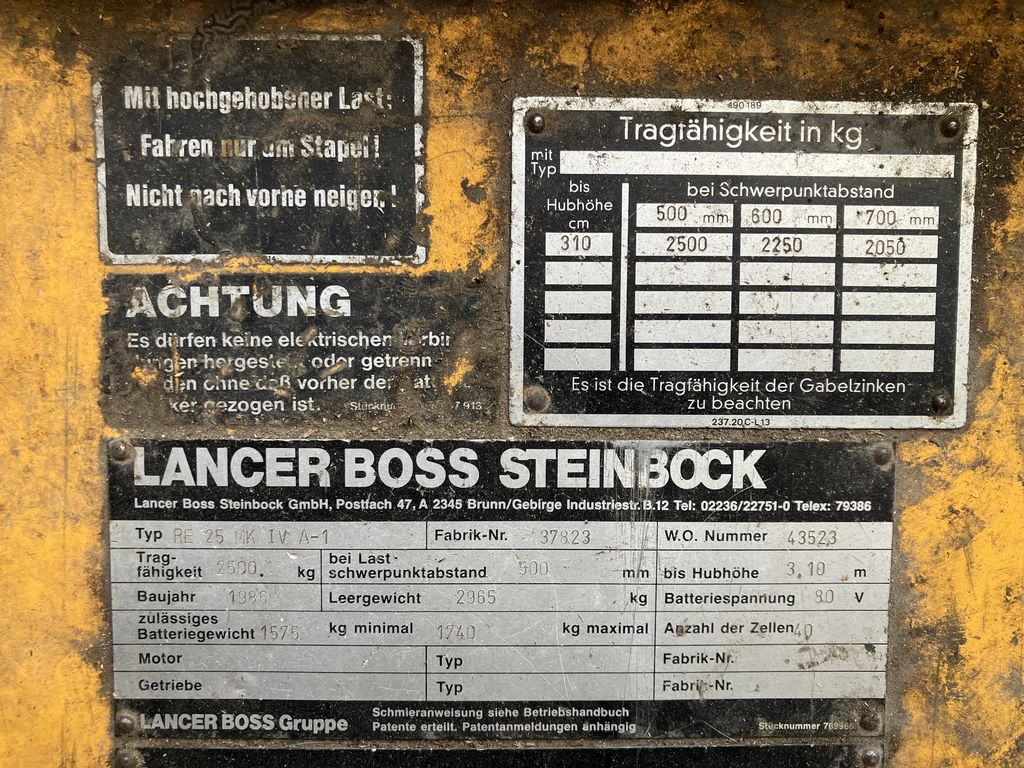 Mit hochgehobener Last:
Fahren nur am Stapel!
Nicht nach vorne neigen!
ACHTUNG
Es dürfen keine elektrischen
hergestellt oder getrenn
ohne daß vorher der
gezogen ist. 7 913
490189
Tragfähigkeit in kg
mit Typ
bis Hubhöhe cm
bei Schwerpunktabstand
500 mm 600 mm 700 mm
310 2500 2250 2050
Es ist die Tragfähigkeit der Gabelzinken
zu beachten
237.20C-L13
LANCER BOSS STEINBOCK
Lancer Boss Steinbock GmbH, Postfach 47, A 2345 Brunn/Gebirge Industriestr. B.12 Tel: 02236/22751-0 Telex: 79386
Typ RE 25 MK IV A-1 Fabrik-Nr. 37823 W.O. Nummer 43523
Trag-
fähigkeit 2500. kg bei Last-
schwerpunktabstand 500 mm bis Hubhöhe 3,10 m
Baujahr 1986 Leergewicht 2965 kg Batteriespannung 80 V
zulässiges
Batteriegewicht 1575 kg minimal 1740 kg maximal Anzahl der Zellen 40
Motor Typ Fabrik-Nr.
Getriebe Typ Fabrik-Nr.
LANCER BOSS Gruppe
Schmieranweisung siehe Betriebshandbuch
Patente erteilt. Patentanmeldungen anhängig
Stücknummer